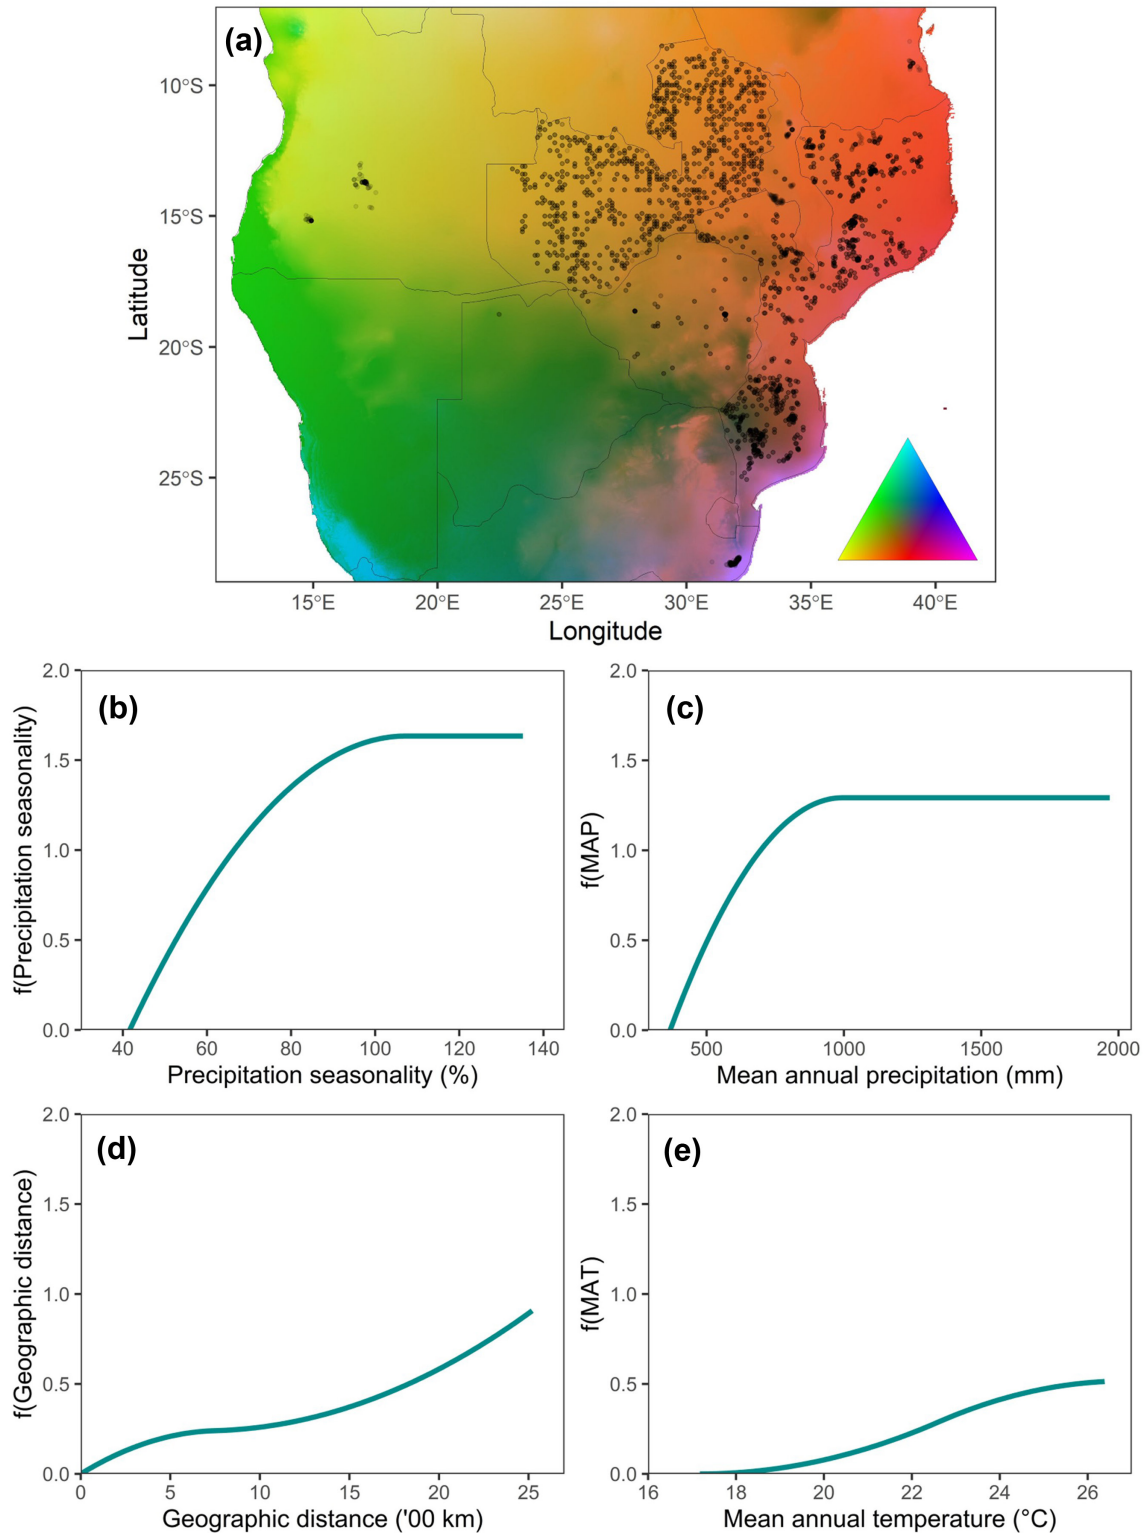 (a)
10°S
15°S
20°S
25°S
Latitude
15°E
20°E
25°E
30°E
35°E
40°E
Longitude
(b)
2.0
1.5
1.0
0.5
0.0
f(Precipitation seasonality)
40
60
80
100
120
140
Precipitation seasonality (%)
(c)
2.0
1.5
1.0
0.5
0.0
f(MAP)
500
1000
1500
2000
Mean annual precipitation (mm)
(d)
2.0
1.5
1.0
0.5
0.0
f(Geographic distance)
0
5
10
15
20
25
Geographic distance ('00 km)
(e)
2.0
1.5
1.0
0.5
0.0
f(MAT)
16
18
20
22
24
26
Mean annual temperature (°C)